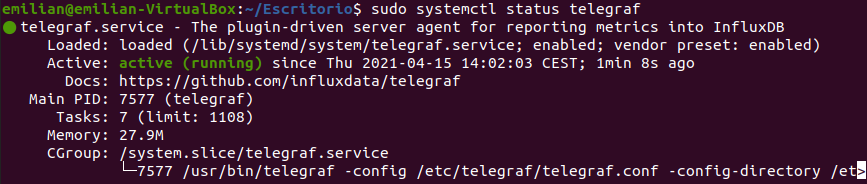 emilian@emilian-VirtualBox:~/Escritorio$ sudo systemctl status telegraf
● telegraf.service - The plugin-driven server agent for reporting metrics into InfluxDB
Loaded: loaded (/lib/systemd/system/telegraf.service; enabled; vendor preset: enabled)
Active: active (running) since Thu 2021-04-15 14:02:03 CEST; 1min 8s ago
Docs: https://github.com/influxdata/telegraf
Main PID: 7577 (telegraf)
Tasks: 7 (limit: 1108)
Memory: 27.9M
CGroup: /system.slice/telegraf.service
└─7577 /usr/bin/telegraf -config /etc/telegraf/telegraf.conf -config-directory /et>